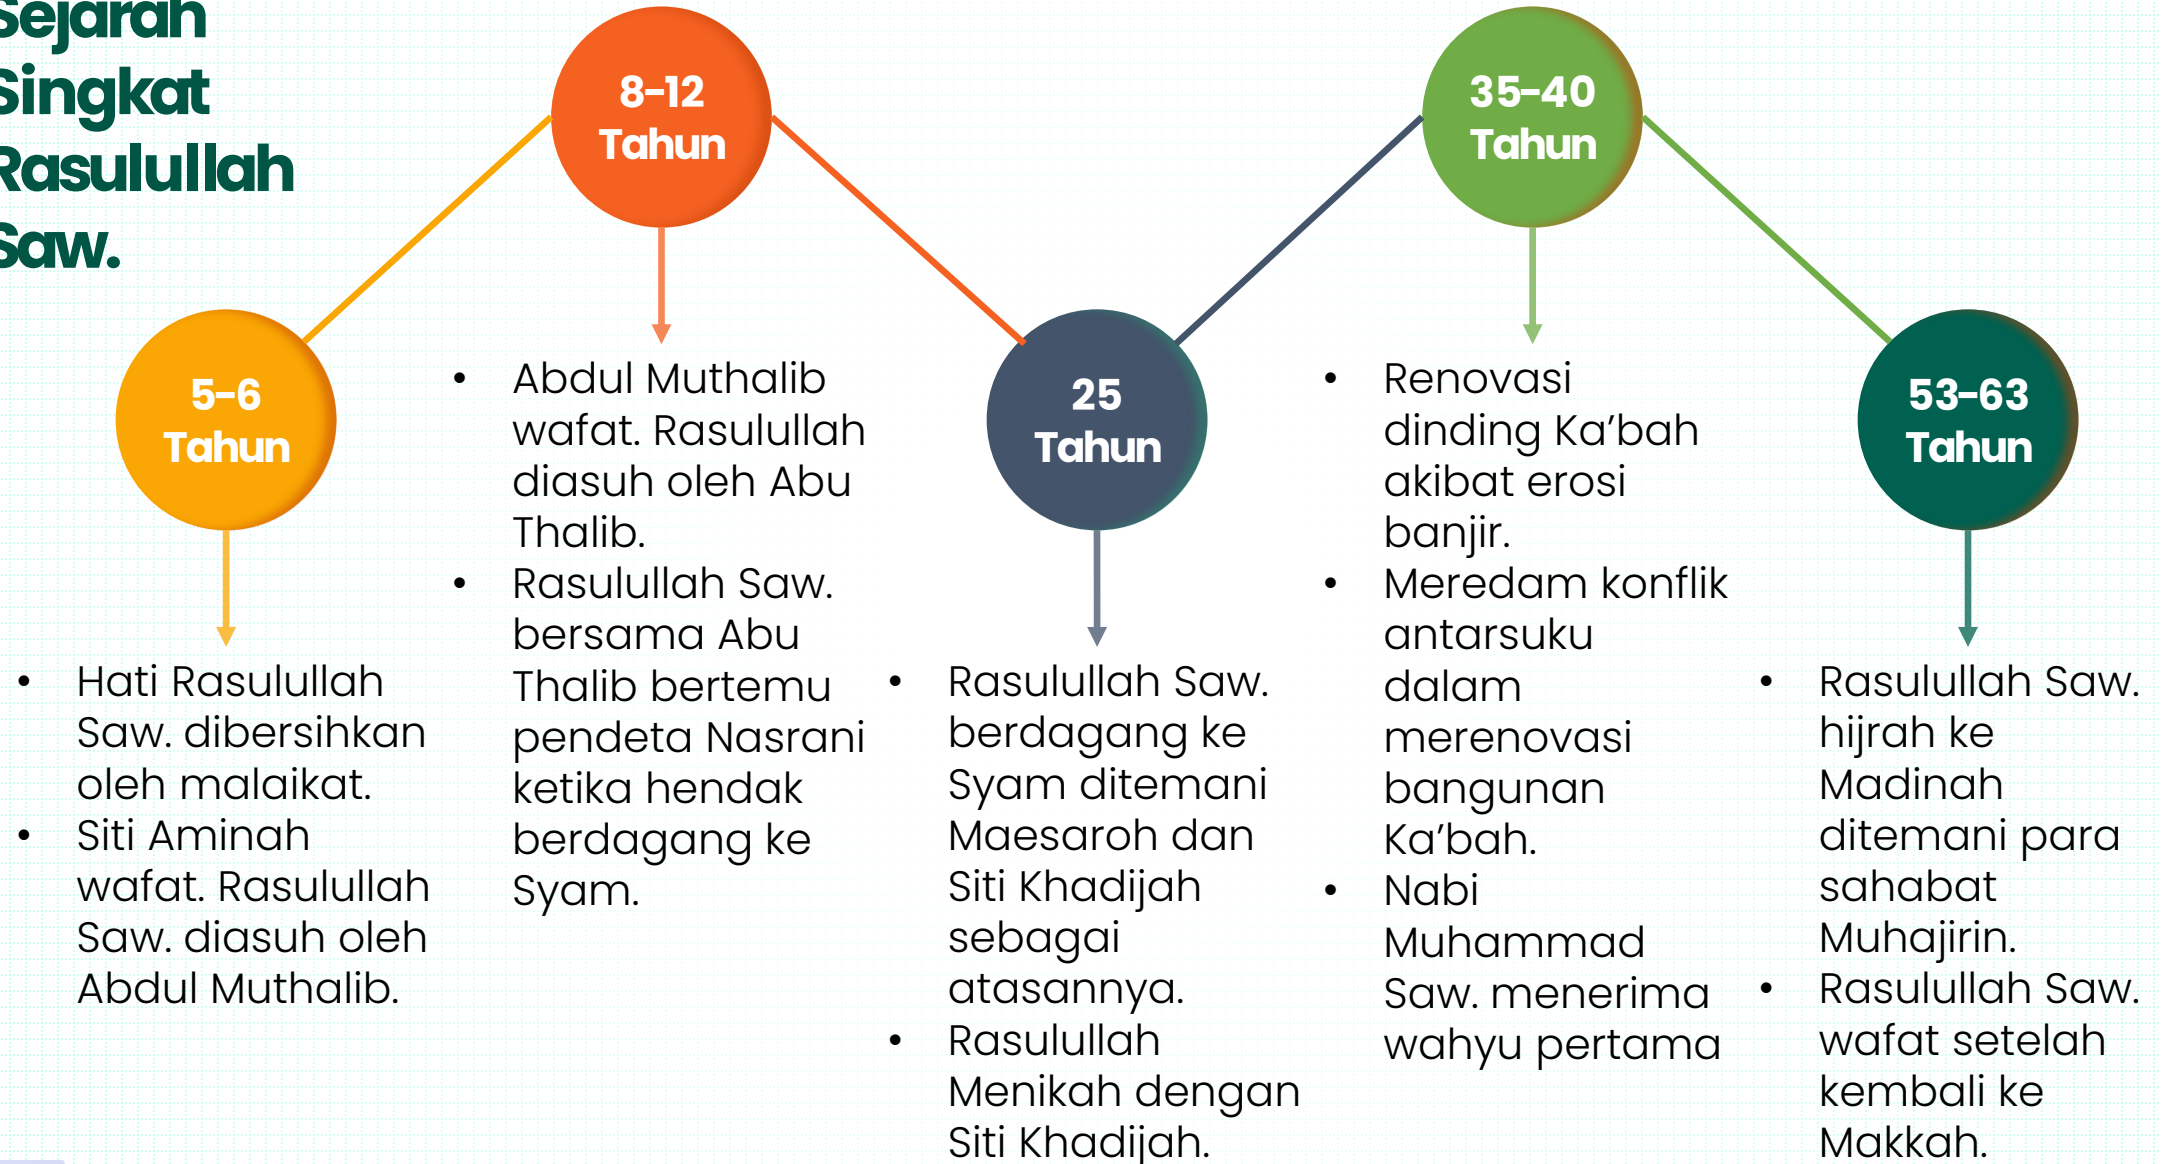 Sejarah
Singkat
Rasulullah
Saw.
5-6
Tahun
• Hati Rasulullah
Saw. dibersihkan
oleh malaikat.
• Siti Aminah
wafat. Rasulullah
Saw. diasuh oleh
Abdul Muthalib.
8-12
Tahun
• Abdul Muthalib
wafat. Rasulullah
diasuh oleh Abu
Thalib.
• Rasulullah Saw.
bersama Abu
Thalib bertemu
pendeta Nasrani
ketika hendak
berdagang ke
Syam.
25
Tahun
• Rasulullah Saw.
berdagang ke
Syam ditemani
Maesaroh dan
Siti Khadijah
sebagai
atasannya.
• Rasulullah
Menikah dengan
Siti Khadijah.
35-40
Tahun
• Renovasi
dinding Ka’bah
akibat erosi
banjir.
• Meredam konflik
antarsuku
dalam
merenovasi
bangunan
Ka’bah.
• Nabi
Muhammad
Saw. menerima
wahyu pertama
53-63
Tahun
• Rasulullah Saw.
hijrah ke
Madinah
ditemani para
sahabat
Muhajirin.
• Rasulullah Saw.
wafat setelah
kembali ke
Makkah.